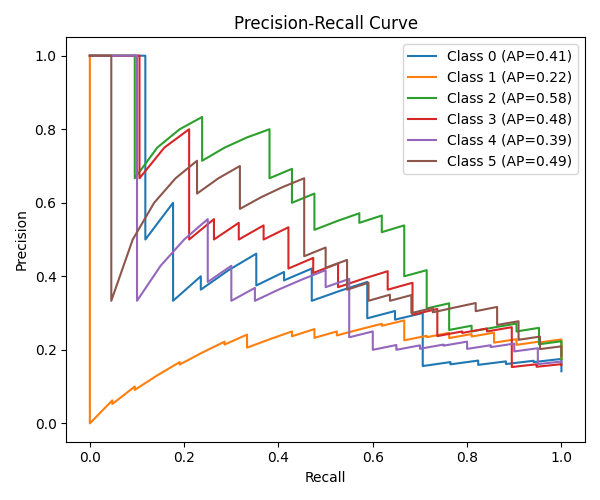 Precision-Recall Curve
Class 0 (AP=0.41)
Class 1 (AP=0.22)
Class 2 (AP=0.58)
Class 3 (AP=0.48)
Class 4 (AP=0.39)
Class 5 (AP=0.49)
Precision
1.0
0.8
0.6
0.4
0.2
0.0
0.0 0.2 0.4 0.6 0.8 1.0
Recall